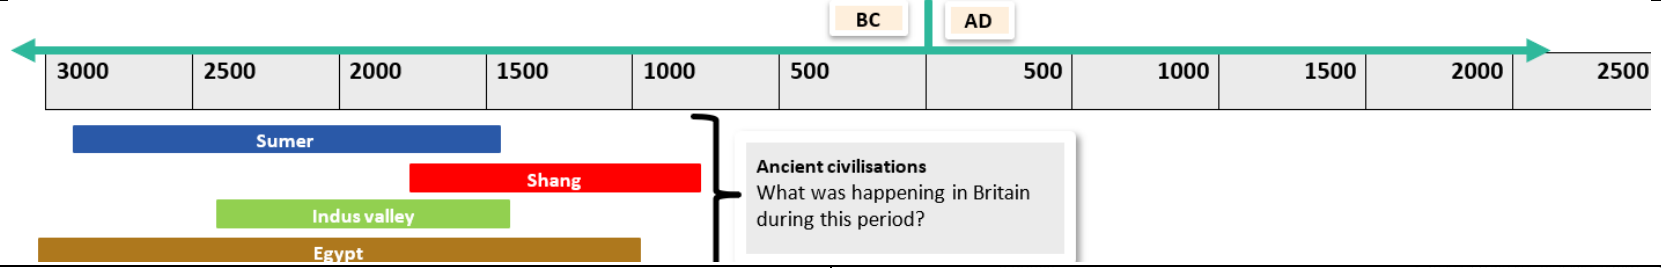 BC AD
3000 2500 2000 1500 1000 500 500 1000 1500 2000 2500
Sumer
Shang
Indus valley
Egypt
Ancient civilisations
What was happening in Britain
during this period?